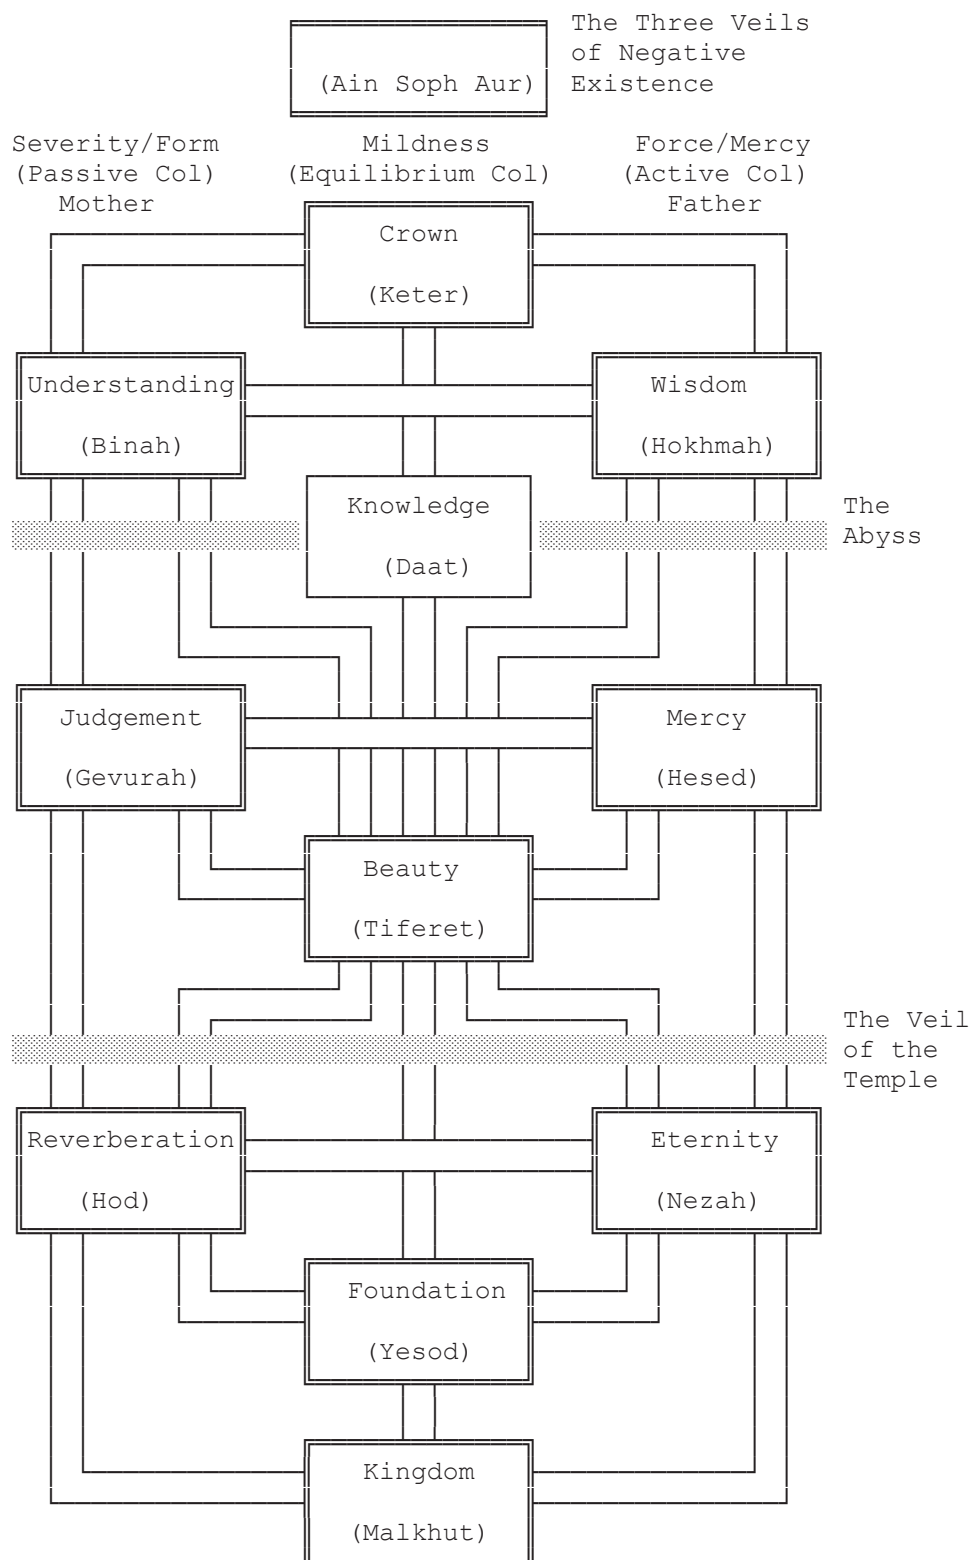 The Three Veils
of Negative
(Ain Soph Aur) Existence
Severity/Form Mildness Force/Mercy
(Passive Col) (Equilibrium Col) (Active Col)
Mother Father
Crown
(Keter)
Understanding Wisdom
(Binah) (Hokhmah)
Knowledge The
Abyss
(Daat)
Judgement Mercy
(Gevurah) (Hesed)
Beauty
(Tiferet)
The Veil
of the
Temple
Reverberation Eternity
(Hod) (Nezah)
Foundation
(Yesod)
Kingdom
(Malkhut)